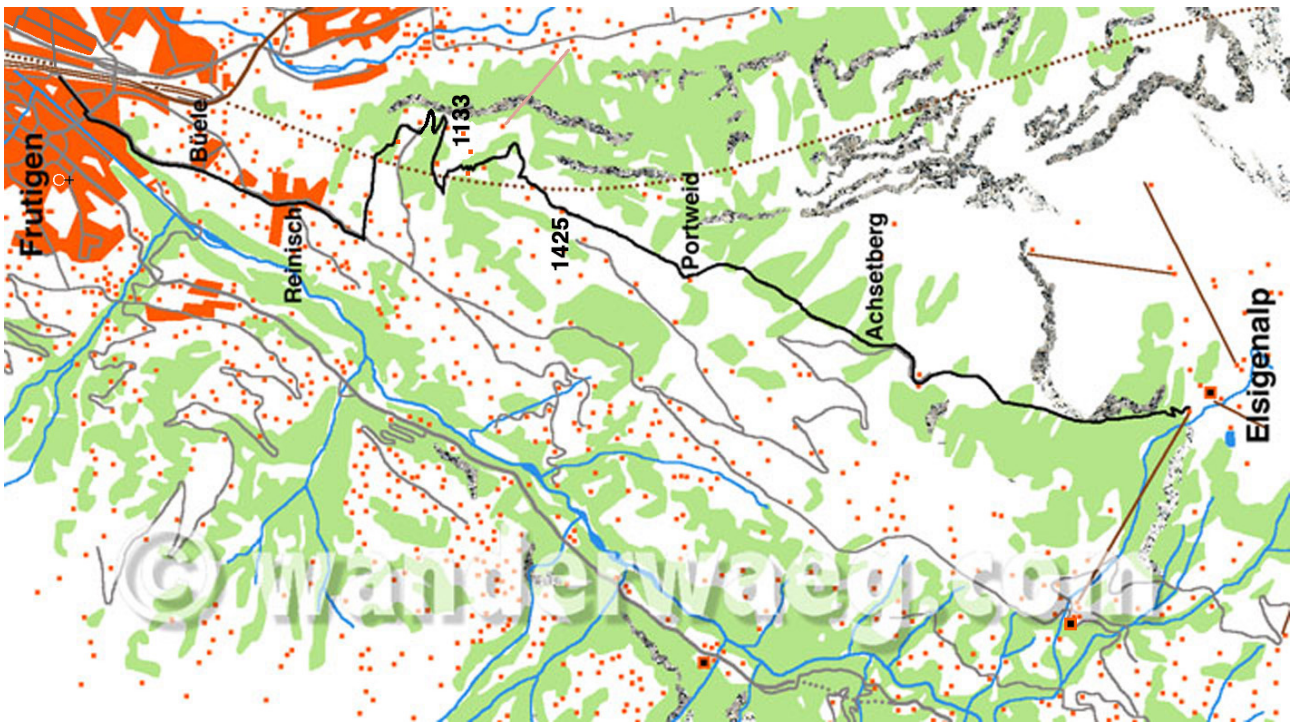 Frutigen
Büele
Reinisch
1133
1425
Portweid
Achsetberg
Elsigenalp
© wanderwaeg.com